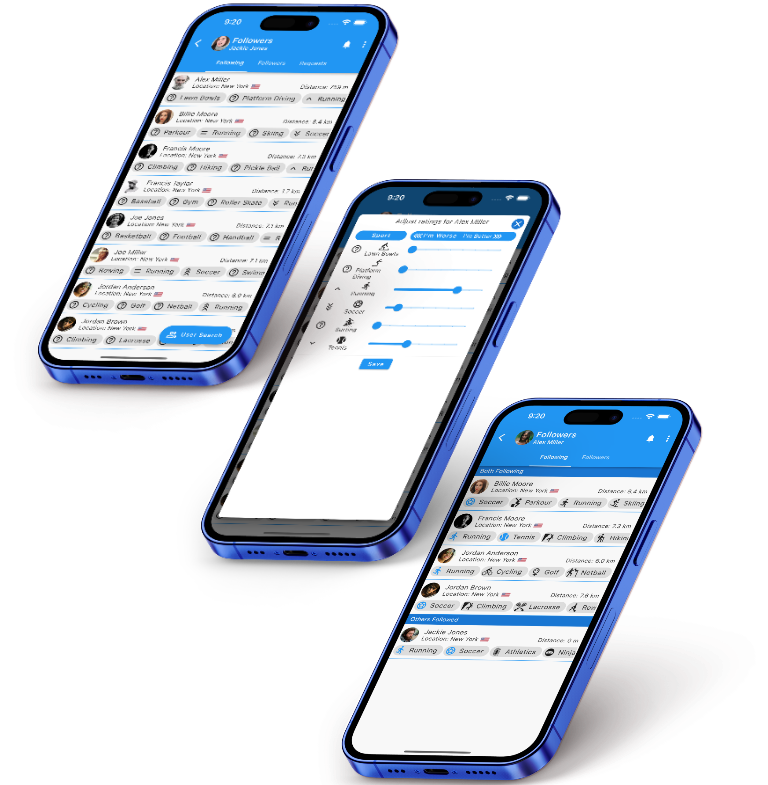 9:20
Followers
Jackie Jones
Following Followers Requests
Alex Miller
Location: New York Distance: 759 m
Lawn Bowls Platform Diving Running
Billie Moore
Location: New York Distance: 6.4 km
Parkour Running Skiing Soccer
Francis Moore
Location: New York Distance: 7.3 km
Climbing Hiking Pickle Ball Run
Francis Taylor
Location: New York Distance: 7.7 km
Baseball Gym Roller Skate Run
Joe Jones
Location: New York Distance: 7.1 km
Basketball Football Handball S
Joe Miller
Location: New York Distance: 7.1 km
Rowing Running Soccer Swimm
Jordan Anderson
Location: New York Distance: 6.0 km
Cycling Golf Netball Running
Jordan Brown
Location: New York
Climbing Lacrosse
User Search
9:20
Adjust ratings for Alex Miller
Sport I'm Worse I'm Better
Lawn Bowls
Platform
Diving
Running
Soccer
Surfing
Tennis
Save
9:20
Followers
Alex Miller
Following Followers
Both Following
Billie Moore
Location: New York Distance: 6.4 km
Soccer Parkour Running Skiing
Francis Moore
Location: New York Distance: 7.3 km
Running Tennis Climbing Hikin
Jordan Anderson
Location: New York Distance: 6.0 km
Running Cycling Golf Netball
Jordan Brown
Location: New York Distance: 7.6 km
Soccer Climbing Lacrosse Run
Others Followed
Jackie Jones
Location: New York Distance: 0 m
Running Soccer Athletics Ninja